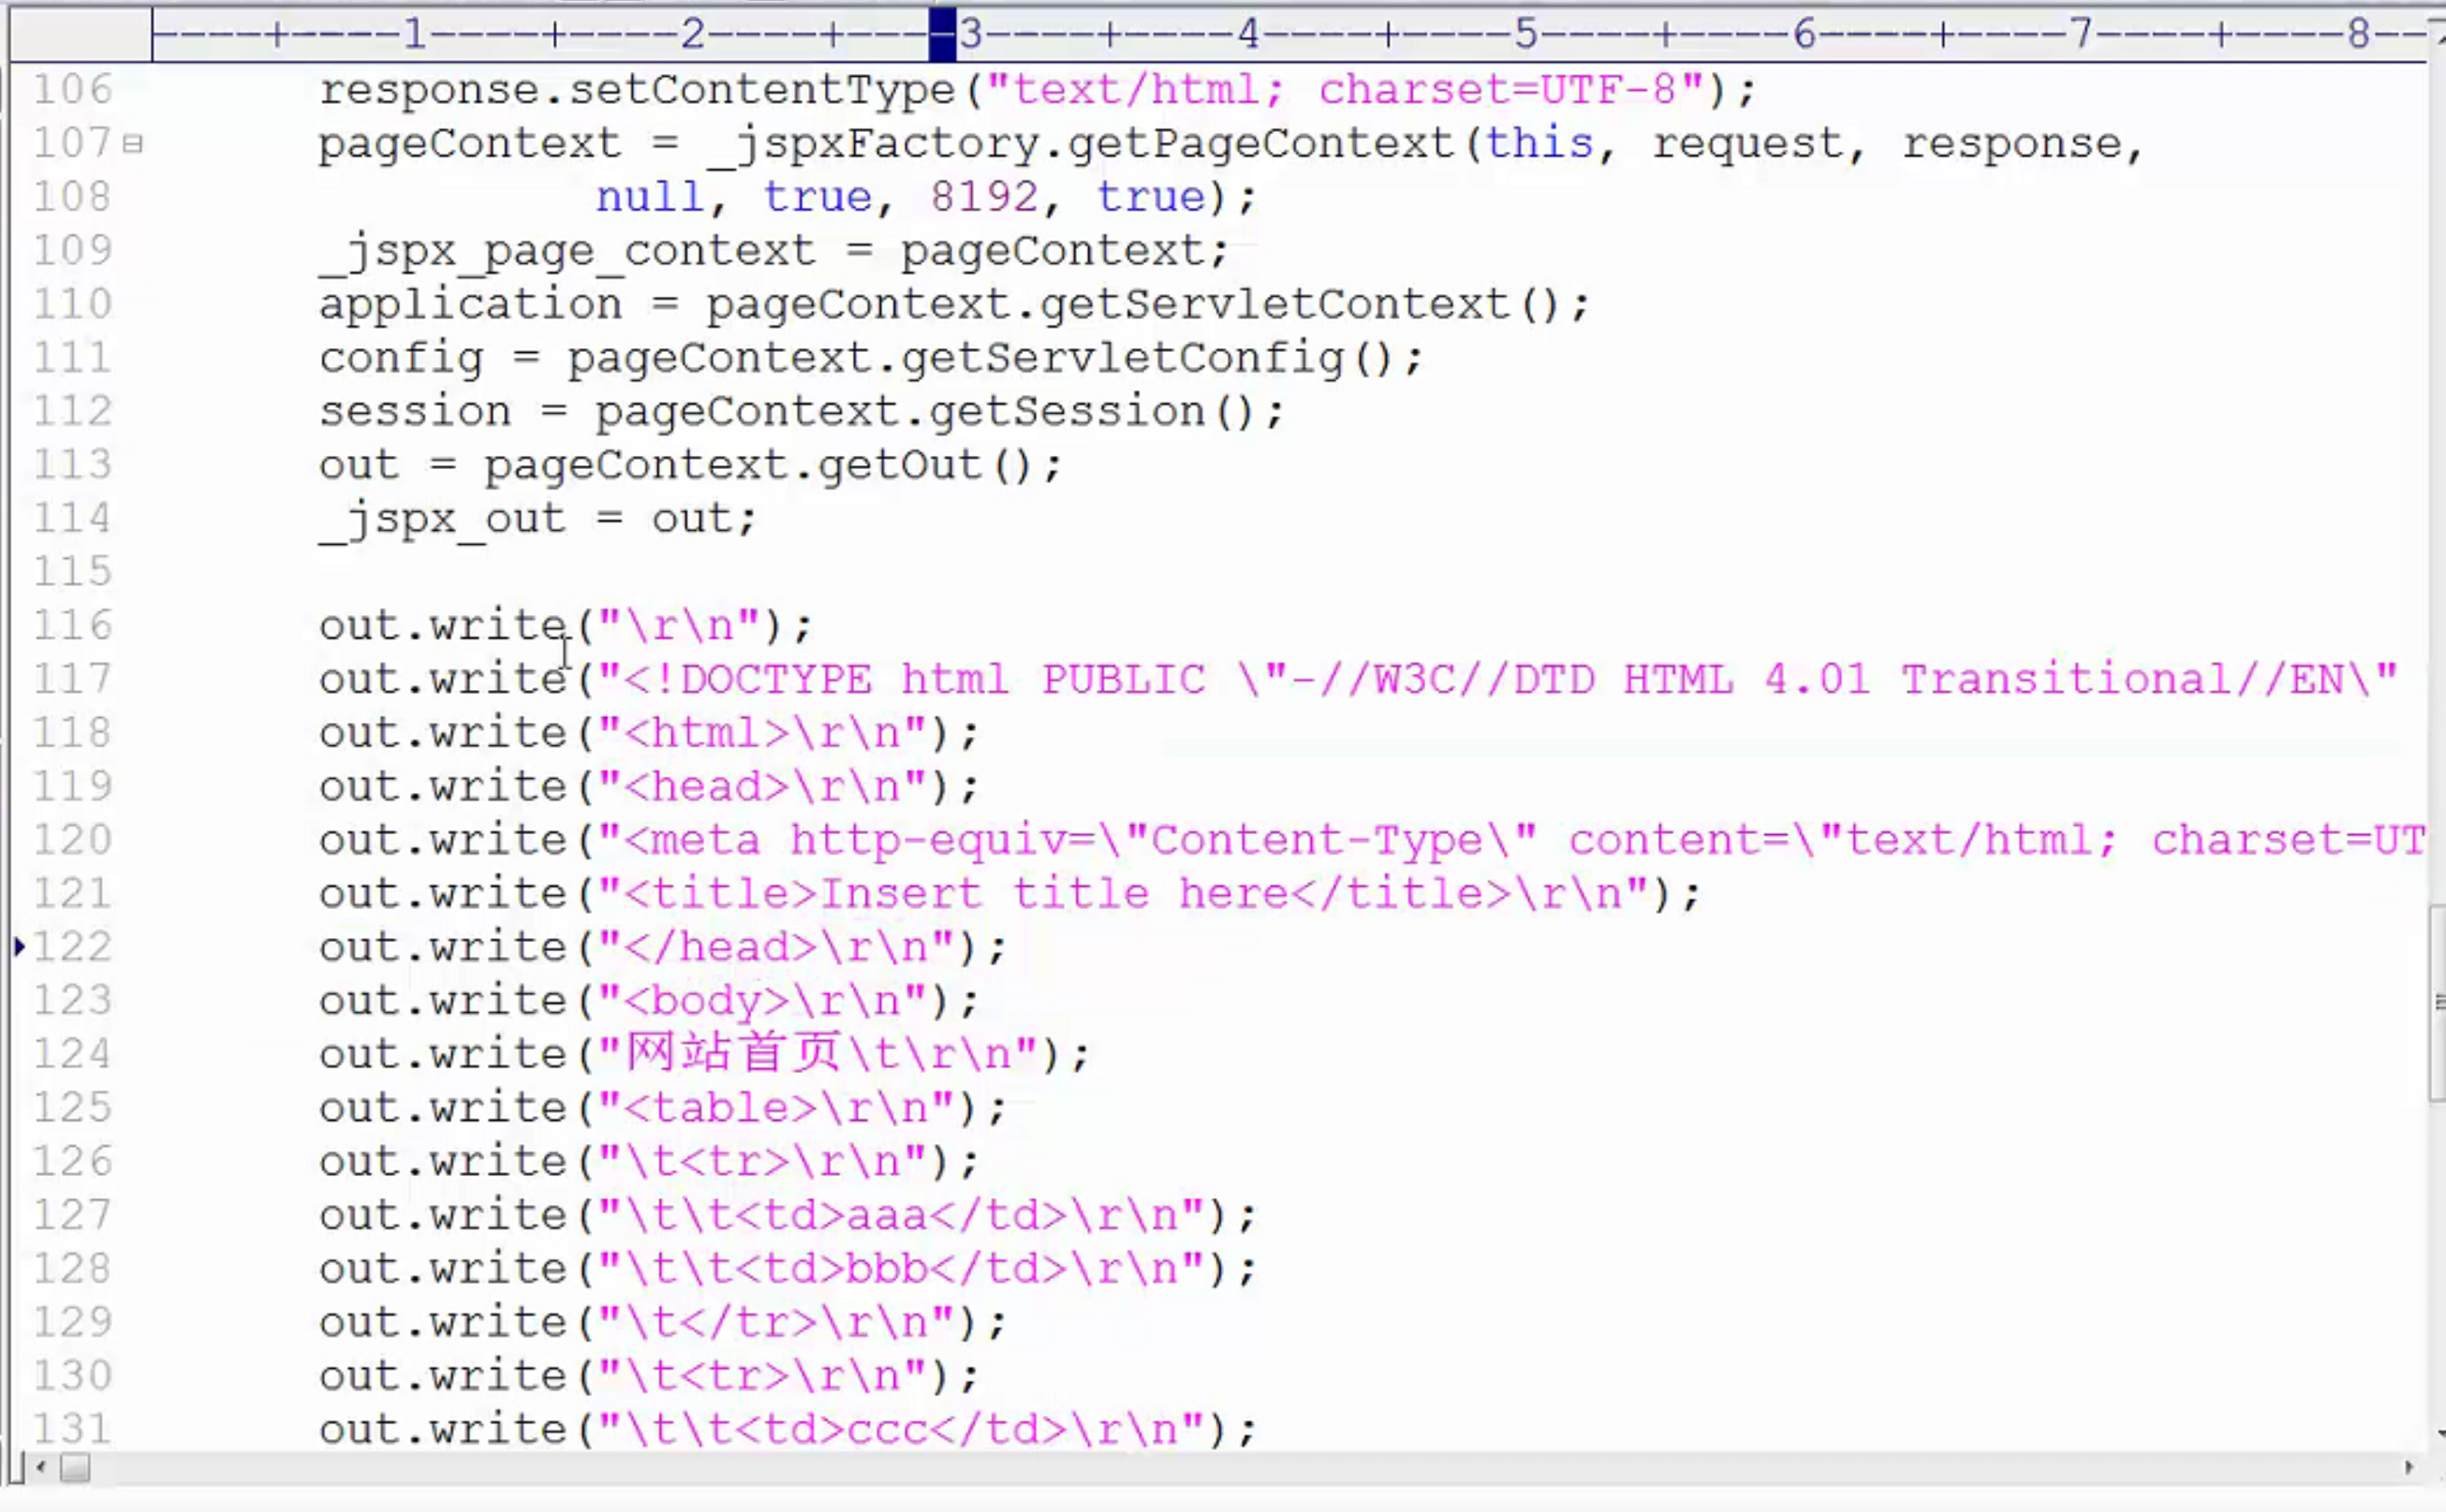 ----+----1----+----2----+----3----+----4----+----5----+----6----+----7----+----8--
106 response.setContentType("text/html; charset=UTF-8");
107 pageContext = _jspxFactory.getPageContext(this, request, response,
108 null, true, 8192, true);
109 _jspx_page_context = pageContext;
110 application = pageContext.getServletContext();
111 config = pageContext.getServletConfig();
112 session = pageContext.getSession();
113 out = pageContext.getOut();
114 _jspx_out = out;
115
116 out.write("\r\n");
117 out.write("<!DOCTYPE html PUBLIC \"-//W3C//DTD HTML 4.01 Transitional//EN\"
118 out.write("<html>\r\n");
119 out.write("<head>\r\n");
120 out.write("<meta http-equiv=\"Content-Type\" content=\"text/html; charset=UT
121 out.write("<title>Insert title here</title>\r\n");
122 out.write("</head>\r\n");
123 out.write("<body>\r\n");
124 out.write("网站首页\t\r\n");
125 out.write("<table>\r\n");
126 out.write("\t<tr>\r\n");
127 out.write("\t\t<td>aaa</td>\r\n");
128 out.write("\t\t<td>bbb</td>\r\n");
129 out.write("\t</tr>\r\n");
130 out.write("\t<tr>\r\n");
131 out.write("\t\t<td>ccc</td>\r\n");